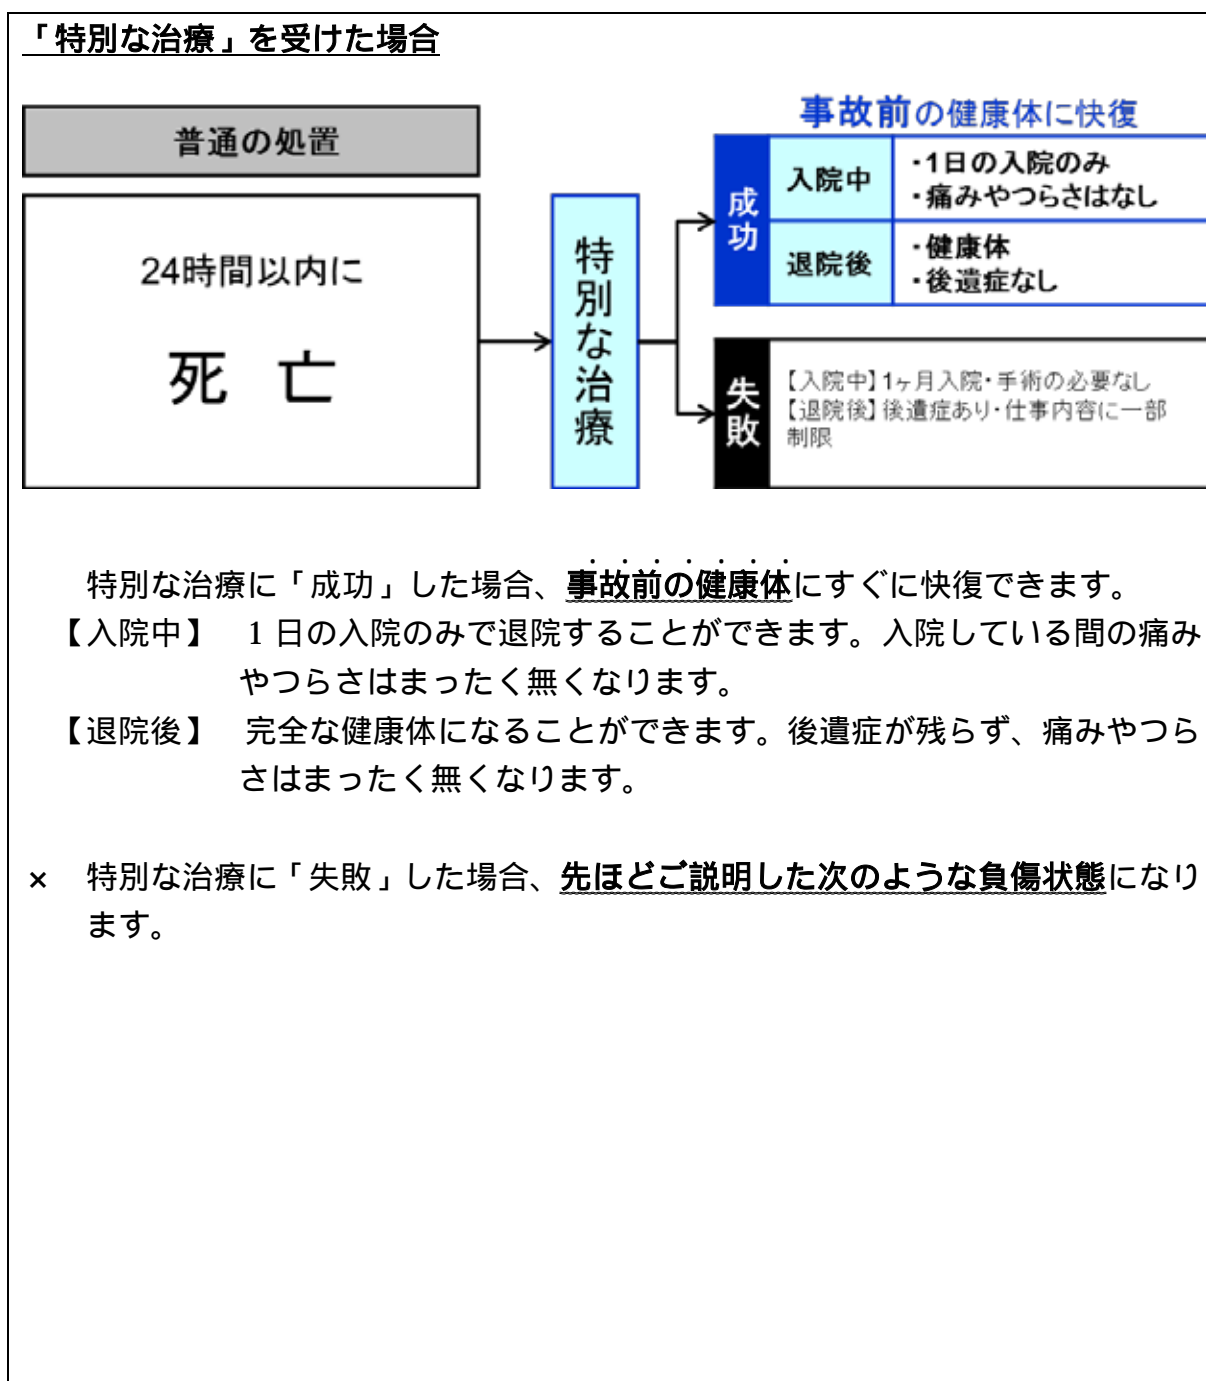 「特別な治療」を受けた場合
普通の処置
24時間以内に
死 亡
特別な治療
事故前の健康体に快復
成功
入院中
・1日の入院のみ
・痛みやつらさはなし
退院後
・健康体
・後遺症なし
失敗
【入院中】1ヶ月入院・手術の必要なし
【退院後】後遺症あり・仕事内容に一部
制限
特別な治療に「成功」した場合、事故前の健康体にすぐに快復できます。
【入院中】 1日の入院のみで退院することができます。入院している間の痛み
やつらさはまったく無くなります。
【退院後】 完全な健康体になることができます。後遺症が残らず、痛みやつら
さはまったく無くなります。
× 特別な治療に「失敗」した場合、先ほどご説明した次のような負傷状態になり
ます。